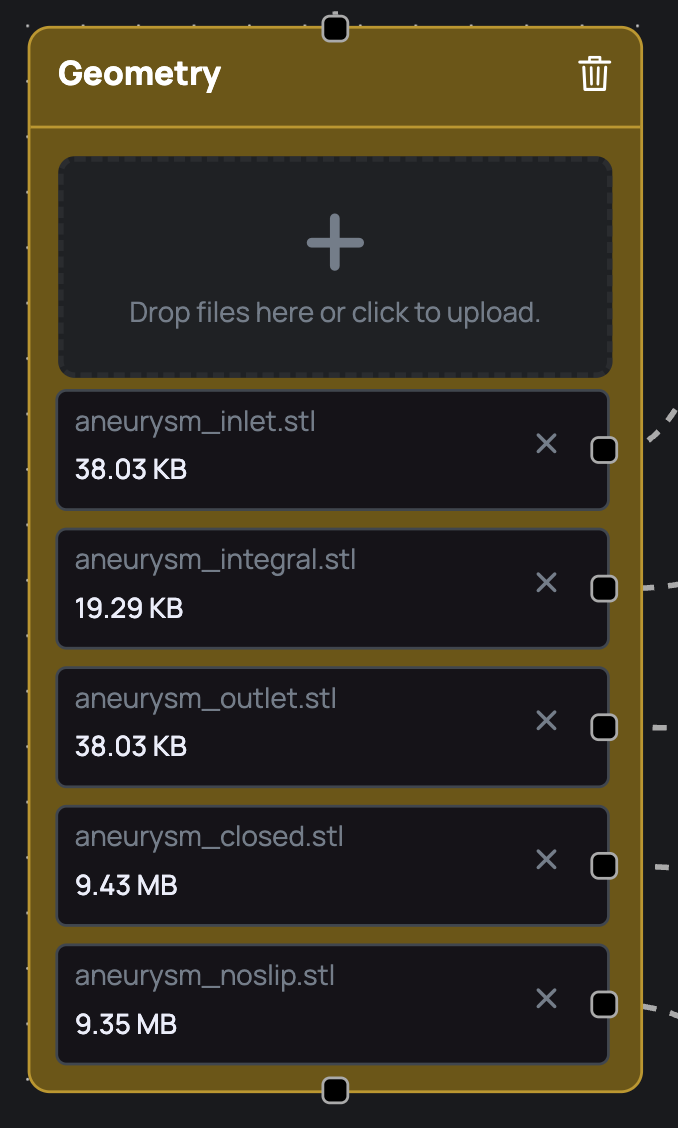 Geometry
Drop files here or click to upload.
aneurysm_inlet.stl
38.03 KB
aneurysm_integral.stl
19.29 KB
aneurysm_outlet.stl
38.03 KB
aneurysm_closed.stl
9.43 MB
aneurysm_noslip.stl
9.35 MB